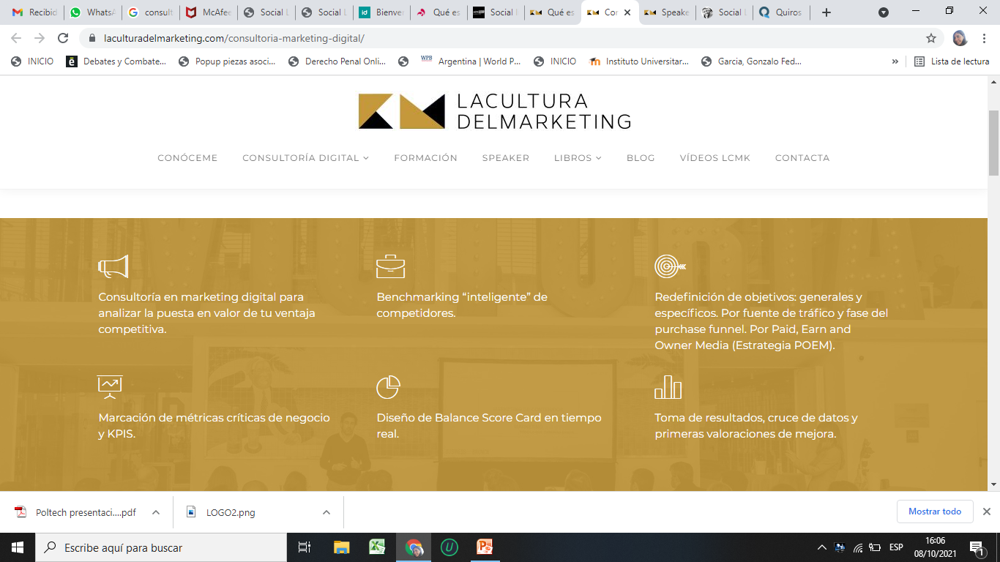 Recibid
WhatsA
consult
McAfee
Social L
Social L
id
Bienver
Qué es
Social
Qué es
Con
Speake
Social L
Quiros
laculturadelmarketing.com/consultoria-marketing-digital/
INICIO
Debates y Combate...
Popup piezas asoci...
Derecho Penal Onli...
WPB
Argentina | World P...
INICIO
Instituto Universitar...
Garcia, Gonzalo Fed...
»
Lista de lectura
LACULTURA
DELMARKETING
CONÓCEME
CONSULTORÍA DIGITAL
FORMACIÓN
SPEAKER
LIBROS
BLOG
VÍDEOS LCMK
CONTACTA
Consultoría en marketing digital para
analizar la puesta en valor de tu ventaja
competitiva.
Benchmarking “inteligente” de
competidores.
Redefinición de objetivos: generales y
específicos. Por fuente de tráfico y fase del
purchase funnel. Por Paid, Earn and
Owner Media (Estrategia POEM).
Marcación de métricas críticas de negocio
y KPIS.
Diseño de Balance Score Card en tiempo
real.
Toma de resultados, cruce de datos y
primeras valoraciones de mejora.
Poltech presentaci....pdf
LOGO2.png
Mostrar todo
Escribe aquí para buscar
ESP
16:06
08/10/2021
1